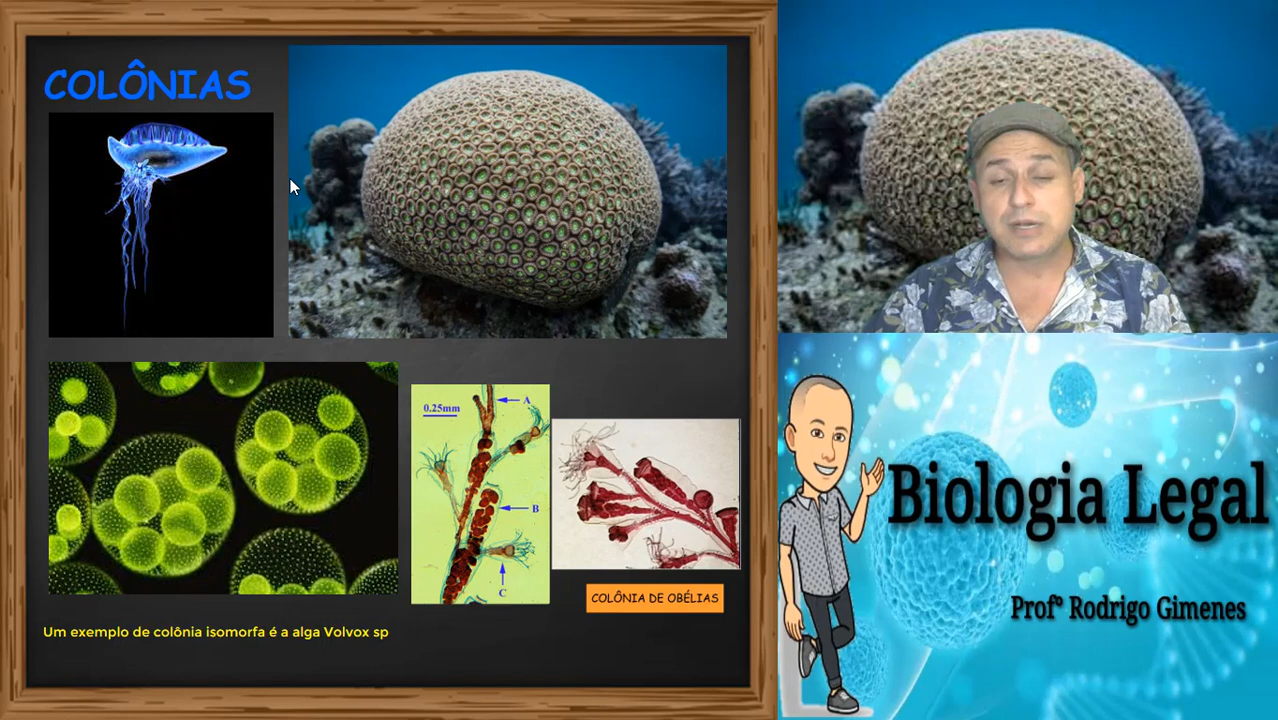 COLÔNIAS
0.25mm
A
B
C
COLÔNIA DE OBÉLIAS
Um exemplo de colônia isomorfa é a alga Volvox sp
Biologia Legal
Profº Rodrigo Gimenes